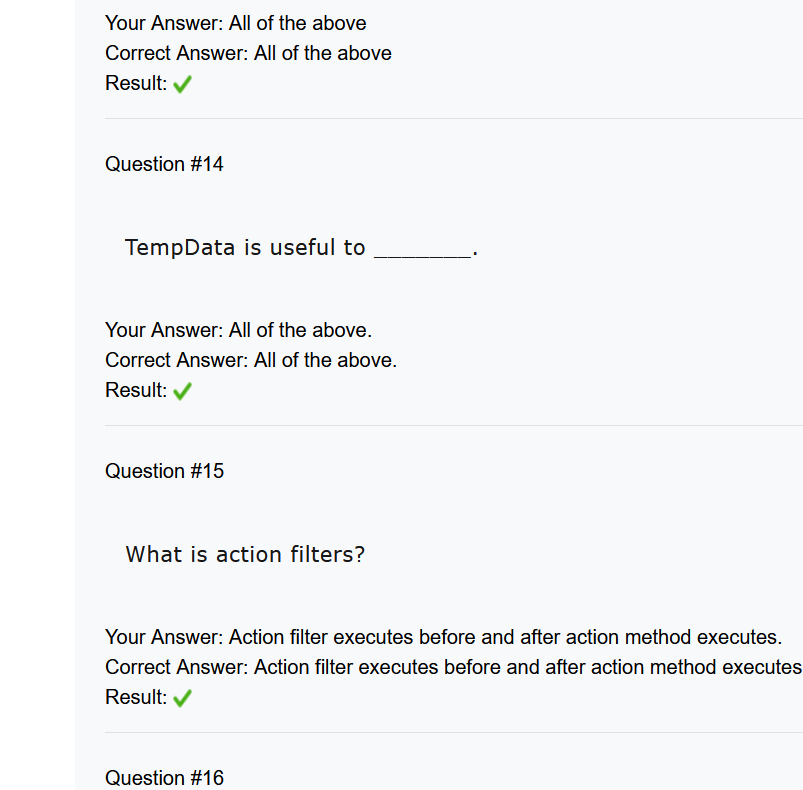 Your Answer: All of the above
Correct Answer: All of the above
Result:
Question #14
TempData is useful to _______.
Your Answer: All of the above.
Correct Answer: All of the above.
Result:
Question #15
What is action filters?
Your Answer: Action filter executes before and after action method executes.
Correct Answer: Action filter executes before and after action method executes
Result:
Question #16